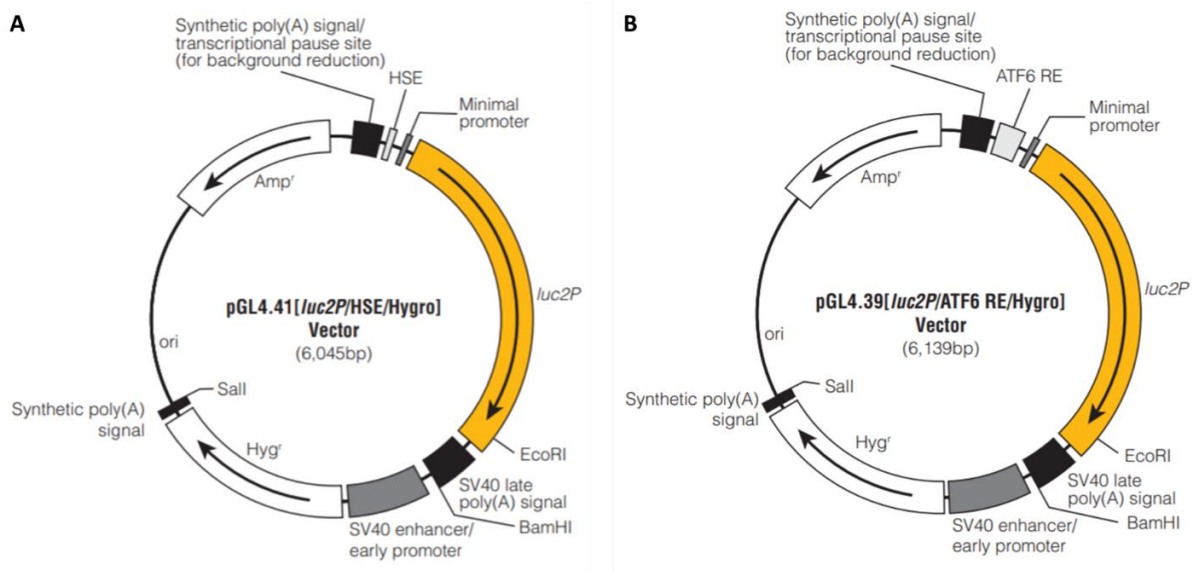 A
Synthetic poly(A) signal/
transcriptional pause site
(for background reduction)
HSE
Minimal
promoter
Ampʳ
luc2P
pGL4.41[luc2P/HSE/Hygro]
Vector
(6,045bp)
ori
SalI
Synthetic poly(A)
signal
Hygʳ
EcoRI
SV40 late
poly(A) signal
BamHI
SV40 enhancer/
early promoter
B
Synthetic poly(A) signal/
transcriptional pause site
(for background reduction)
ATF6 RE
Minimal
promoter
Ampʳ
luc2P
pGL4.39[luc2P/ATF6 RE/Hygro]
Vector
(6,139bp)
ori
SalI
Synthetic poly(A)
signal
Hygʳ
EcoRI
SV40 late
poly(A) signal
BamHI
SV40 enhancer/
early promoter